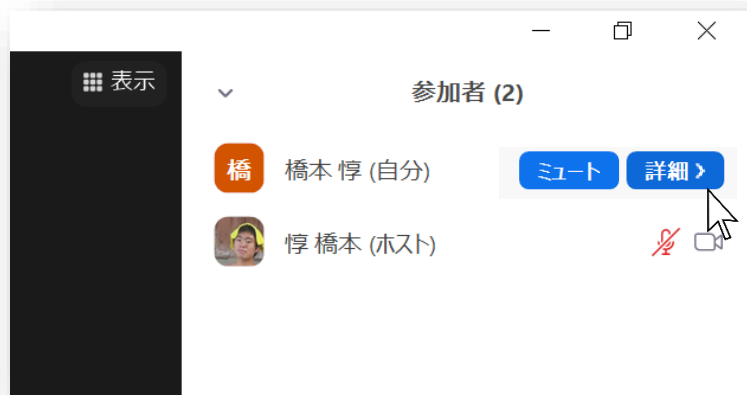 表示
参加者 (2)
橋 橋本 惇 (自分) ミュート 詳細 >
惇 橋本 (ホスト)